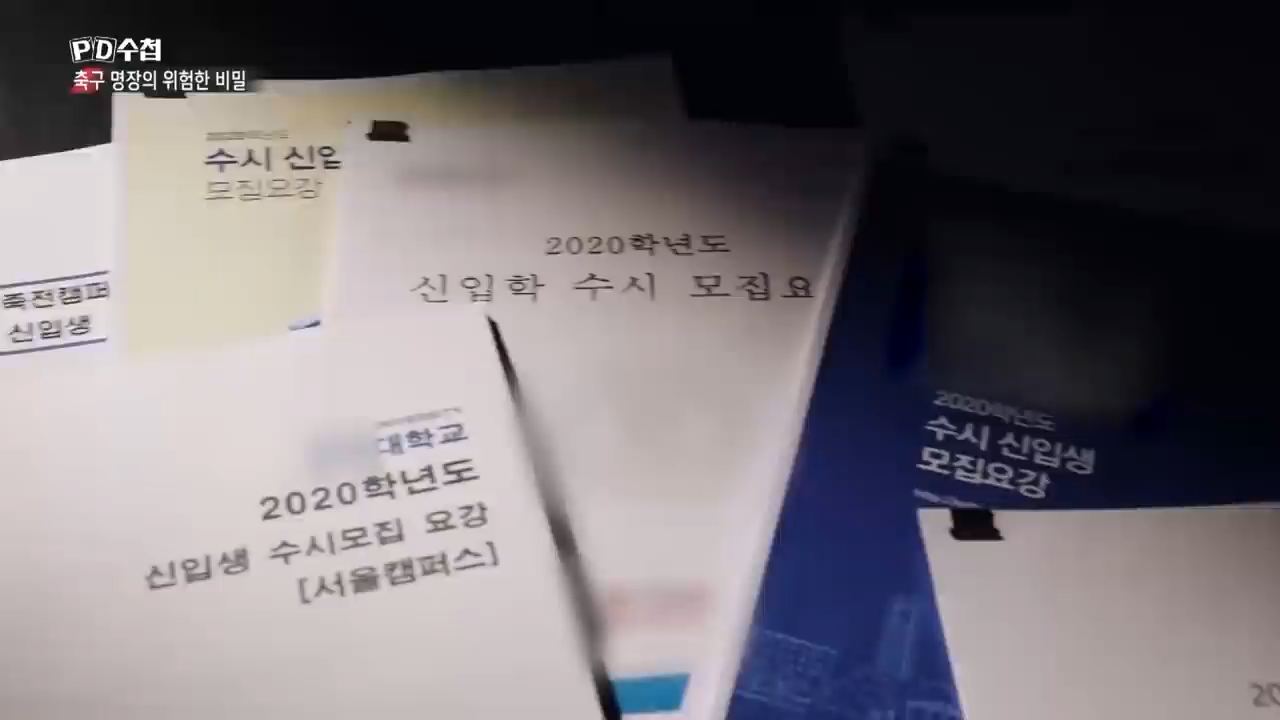 PD수첩
축구 명장의 위험한 비밀
수시 신입
모집요강
2020학년도
신입학 수시 모집요
죽전캠퍼
신입생
대학교
2020학년도
신입생 수시모집 요강
[서울캠퍼스]
2020학년도
수시 신입생
모집요강
20